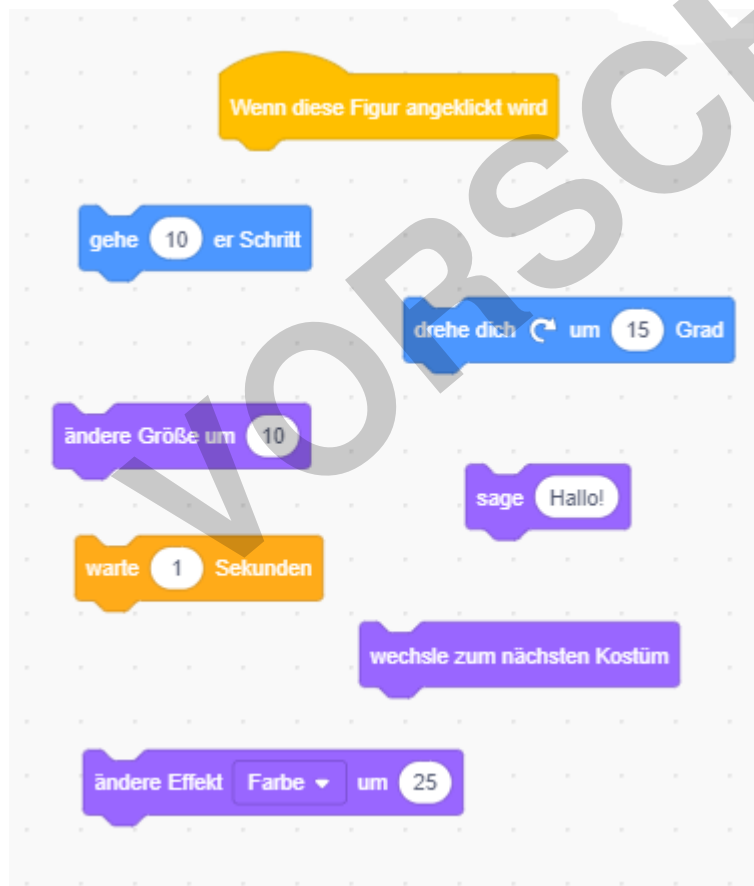 Wenn diese Figur angeklickt wird
gehe 10 er Schritt
drehe dich um 15 Grad
ändere Größe um 10
sage Hallo!
warte 1 Sekunden
wechsle zum nächsten Kostüm
ändere Effekt Farbe um 25
VORSCH